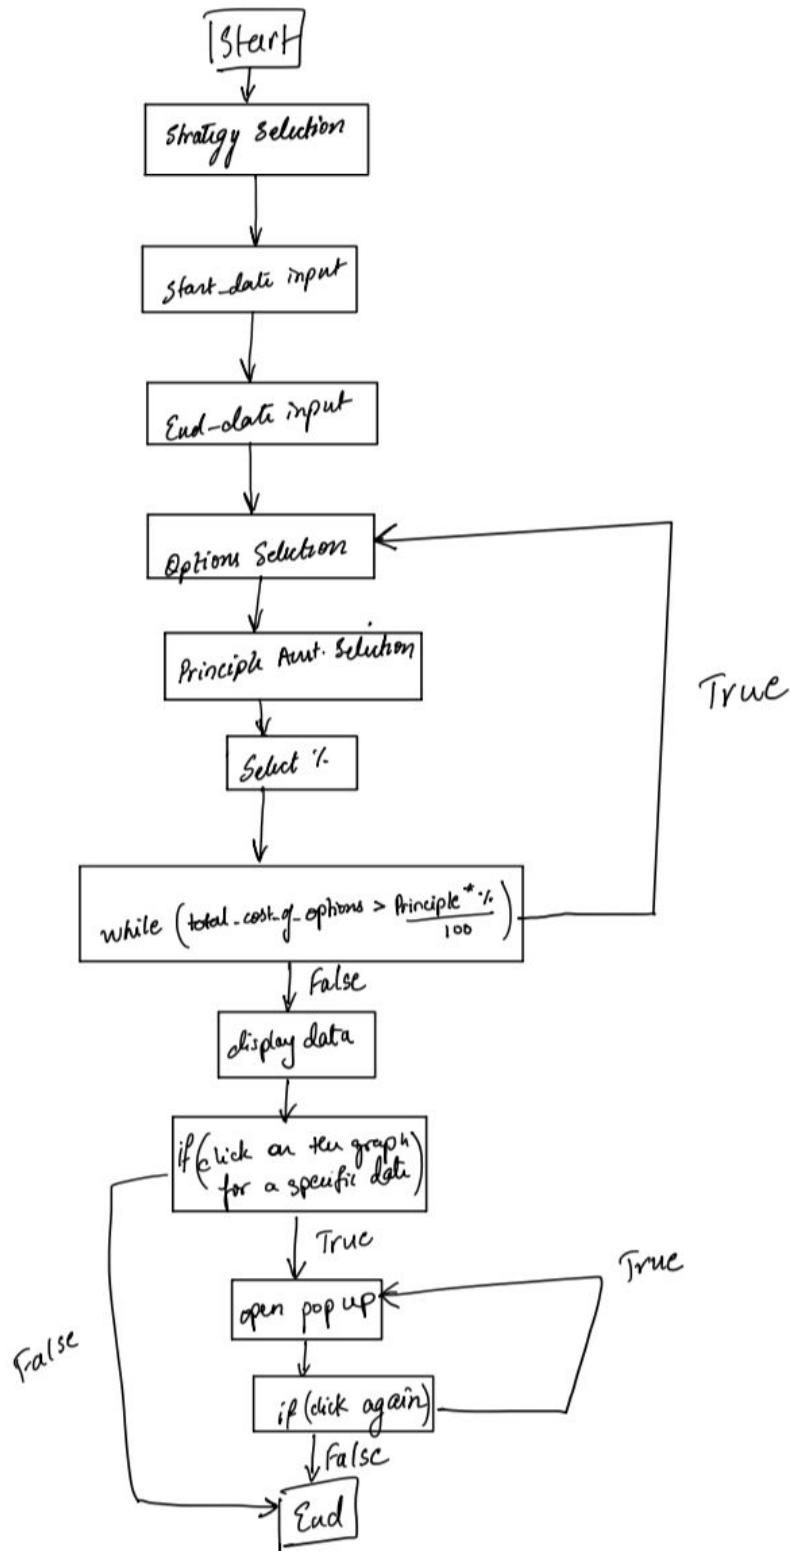 Start
Strategy Selection
Start_date input
End_date input
Options Selection
Principle Amt. Selection
True
Select %
while (total_cost_of_options > Principle * %
100)
False
display data
if (click on the graph
for a specific date)
True
True
open pop up
False
if (click again)
False
End